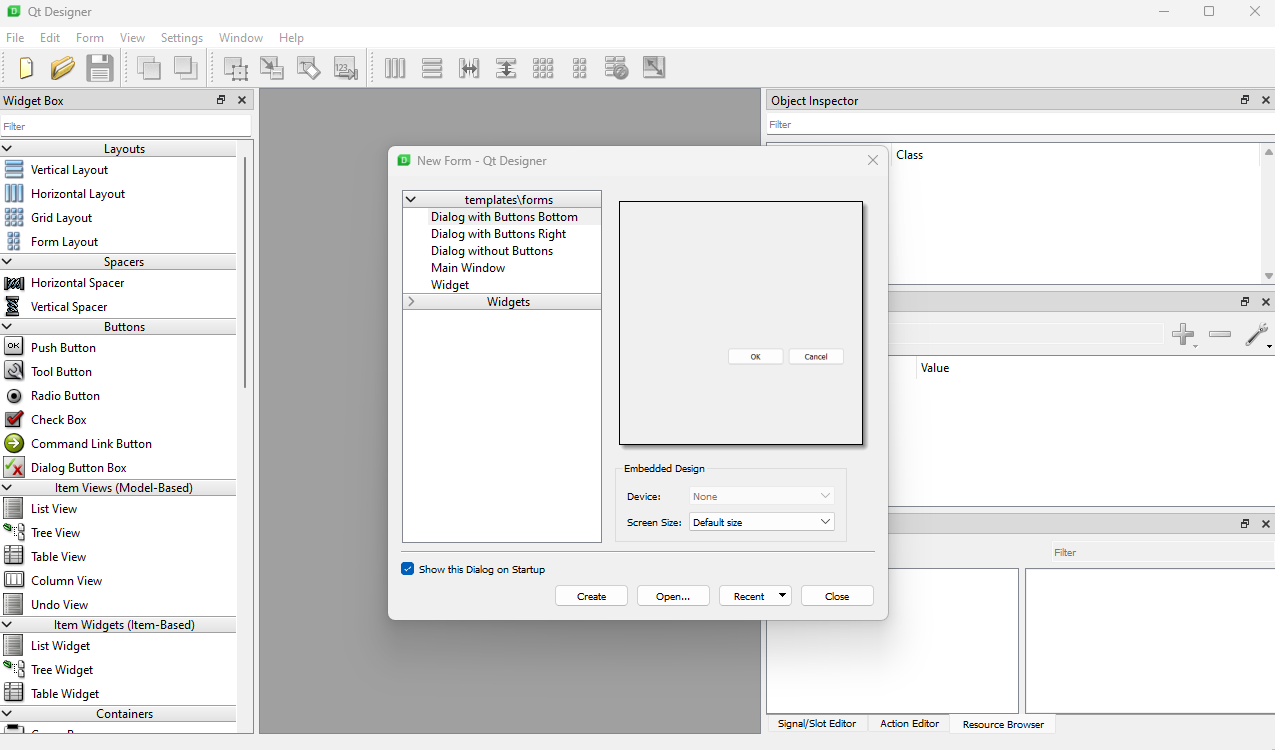 Qt Designer
File Edit Form View Settings Window Help
Widget Box
Filter
Layouts
Vertical Layout
Horizontal Layout
Grid Layout
Form Layout
Spacers
Horizontal Spacer
Vertical Spacer
Buttons
OK
Push Button
Tool Button
Radio Button
Check Box
Command Link Button
Dialog Button Box
Item Views (Model-Based)
List View
Tree View
Table View
Column View
Undo View
Item Widgets (Item-Based)
List Widget
Tree Widget
Table Widget
Containers
New Form - Qt Designer
templates\forms
Dialog with Buttons Bottom
Dialog with Buttons Right
Dialog without Buttons
Main Window
Widget
Widgets
OK Cancel
Embedded Design
Device: None
Screen Size: Default size
Show this Dialog on Startup
Create Open... Recent Close
Object Inspector
Filter
Class
Value
Filter
Signal/Slot Editor Action Editor Resource Browser